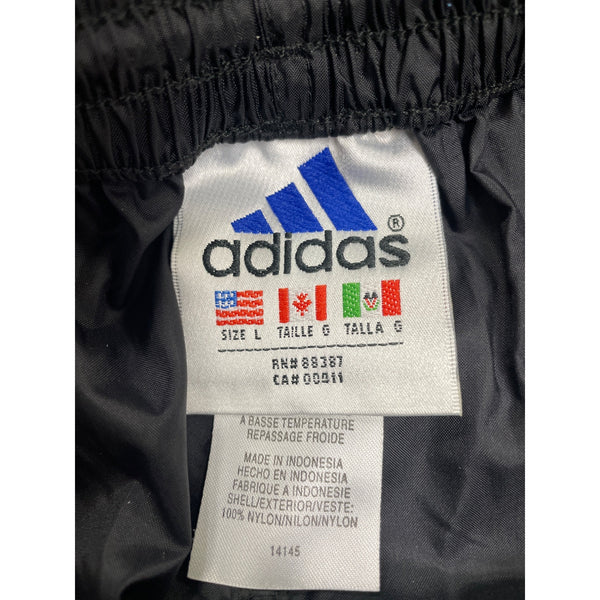 adidas®
SIZE L TAILLE G TALLA G
RN# 88387
CA# 00911
A BASSE TEMPERATURE
REPASSAGE FROIDE
MADE IN INDONESIA
HECHO EN INDONESIA
FABRIQUE A INDONESIE
SHELL/EXTERIOR/VESTE:
100% NYLON/NILON/NYLON
14145